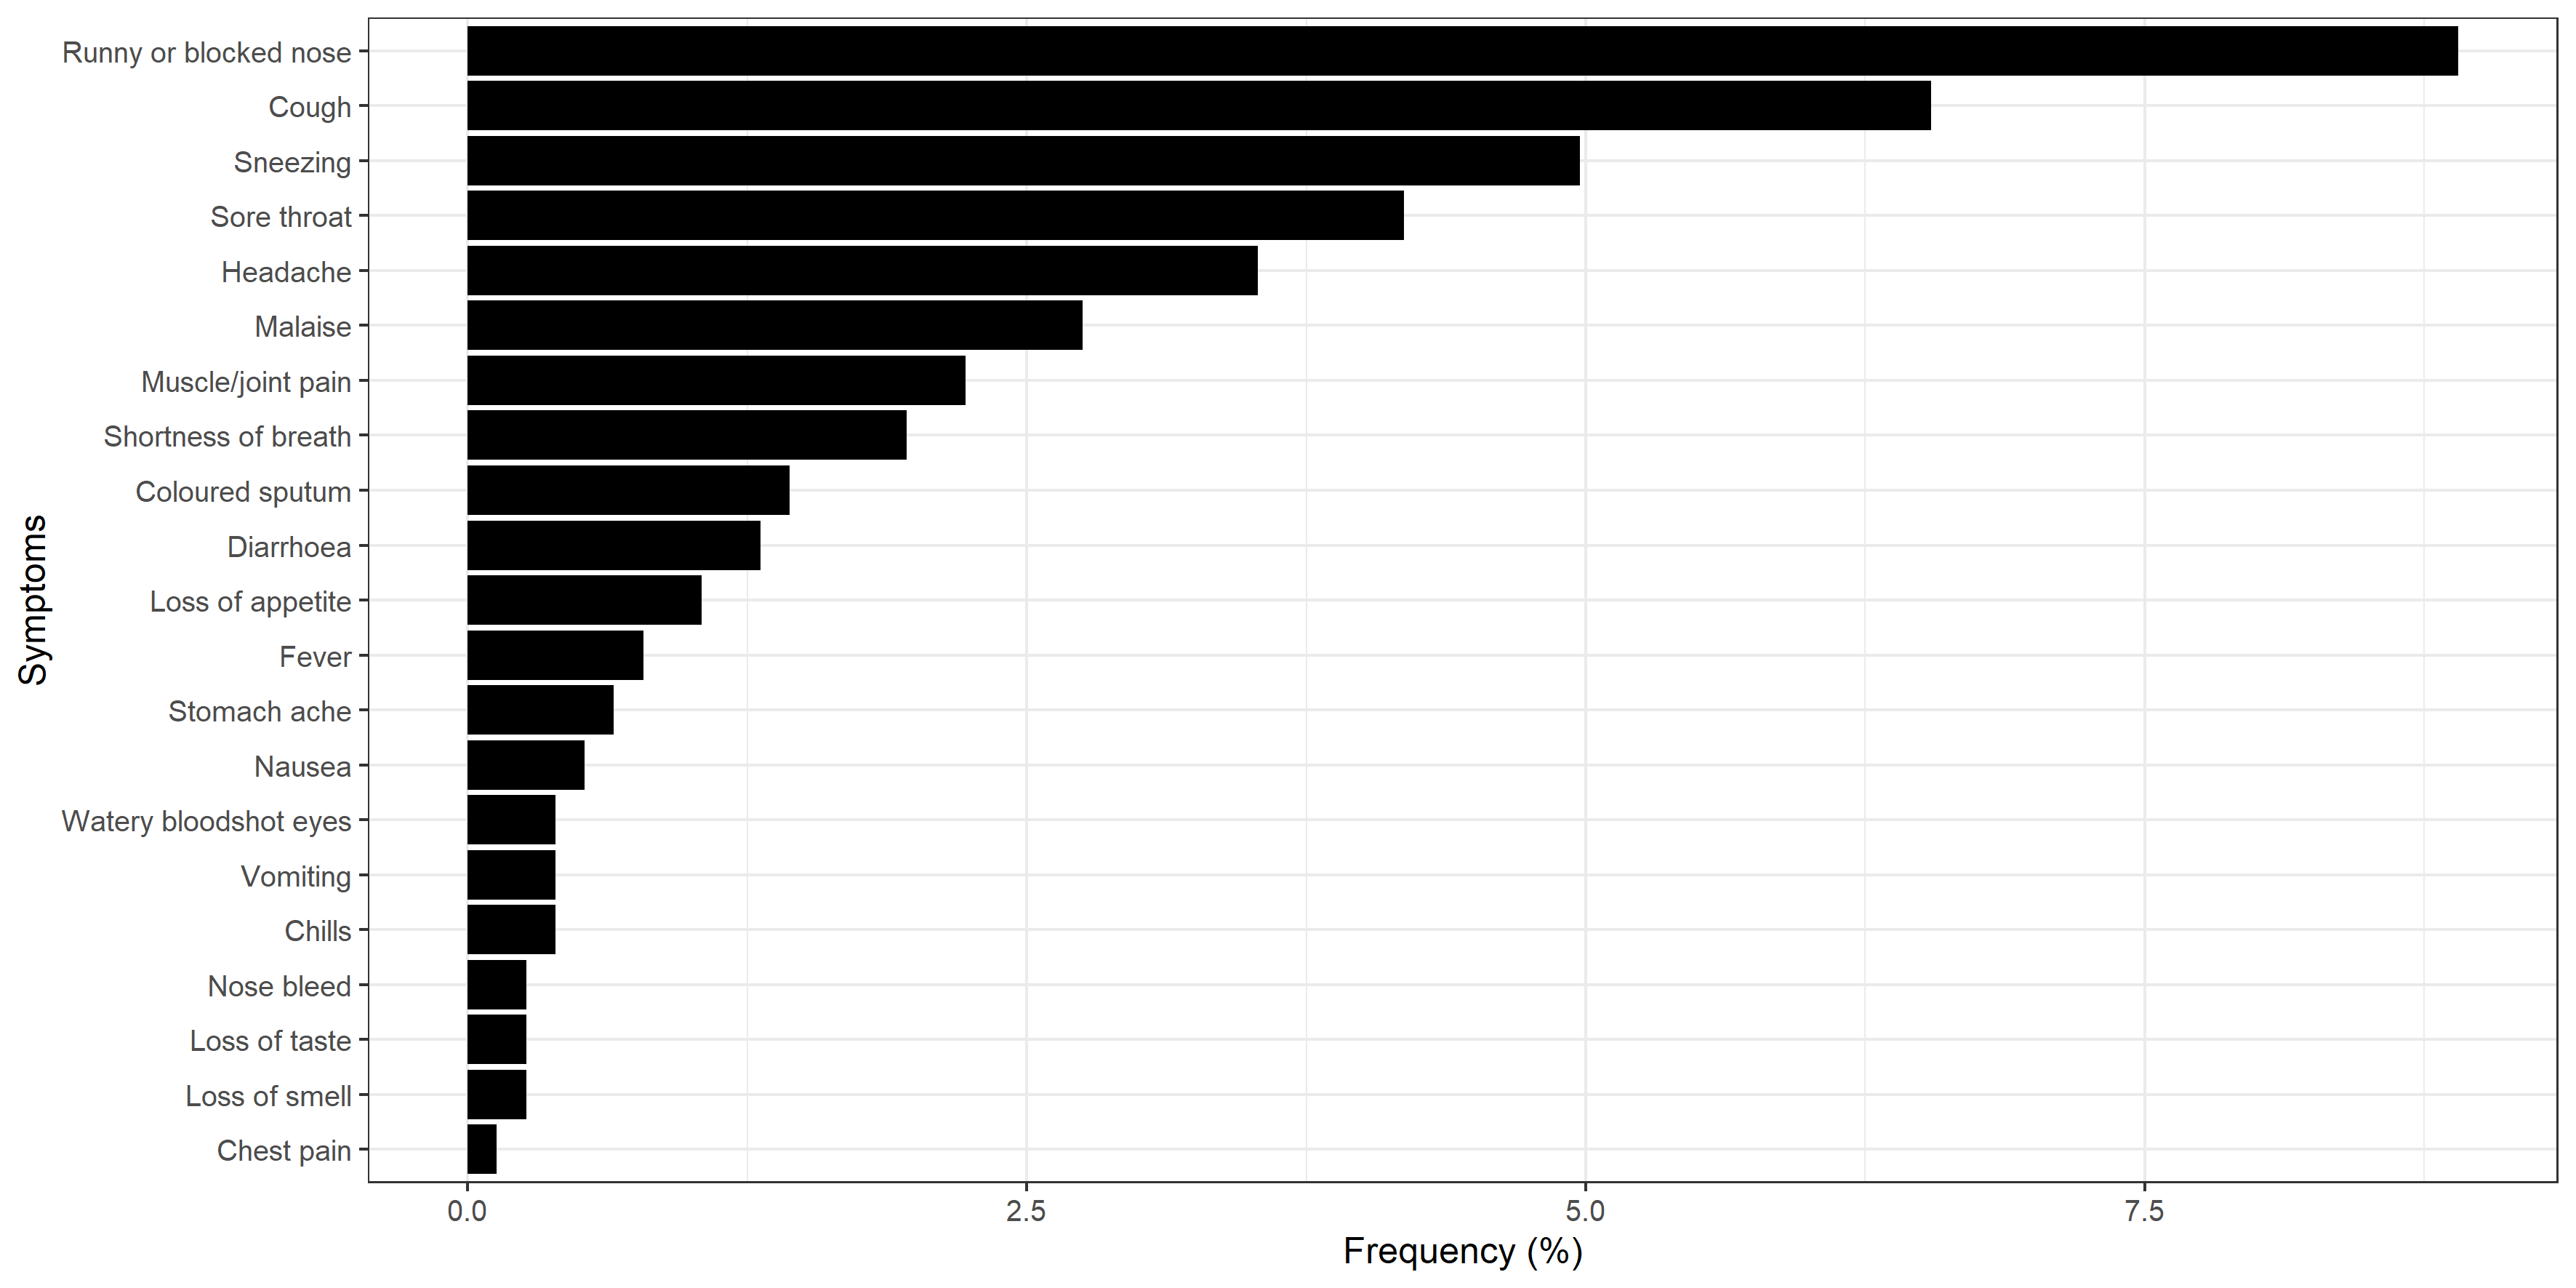 Runny or blocked nose
Cough
Sneezing
Sore throat
Headache
Malaise
Muscle/joint pain
Shortness of breath
Coloured sputum
Diarrhoea
Loss of appetite
Fever
Stomach ache
Nausea
Watery bloodshot eyes
Vomiting
Chills
Nose bleed
Loss of taste
Loss of smell
Chest pain
Symptoms
0.0 2.5 5.0 7.5
Frequency (%)